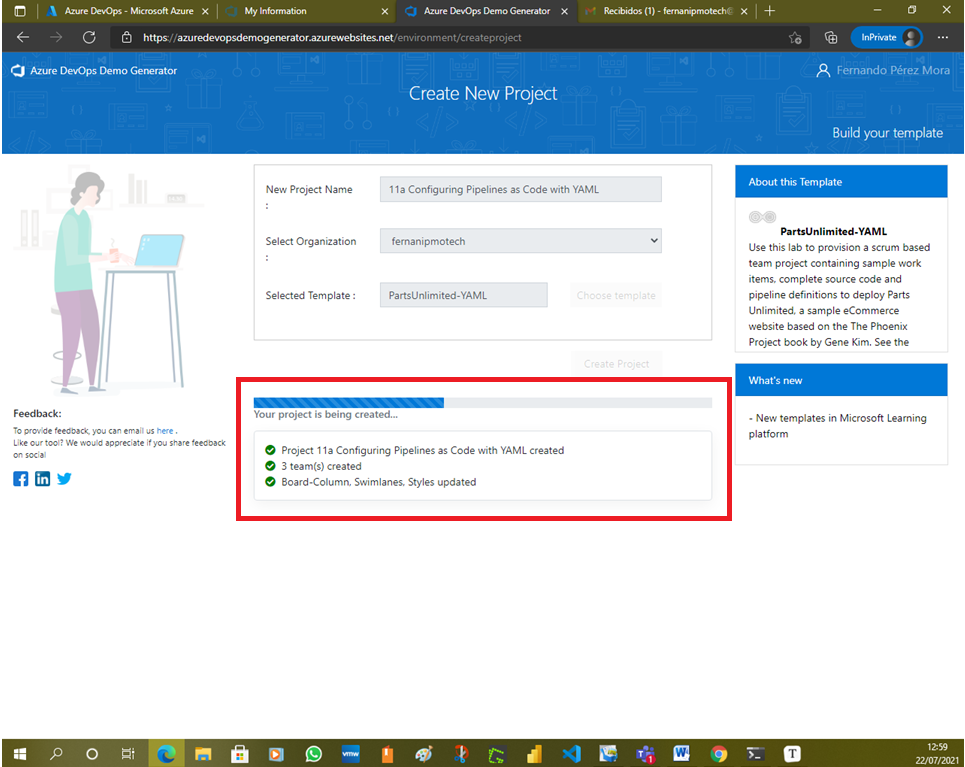 Azure DevOps - Microsoft Azure
My Information
Azure DevOps Demo Generator
Recibidos (1) - fernanipmotech@
https://azuredevopsdemogenerator.azurewebsites.net/environment/createproject
InPrivate
Azure DevOps Demo Generator
Fernando Pérez Mora
Create New Project
Build your template
New Project Name
:
11a Configuring Pipelines as Code with YAML
Select Organization
:
fernanipmotech
Selected Template :
PartsUnlimited-YAML
Choose template
Create Project
Your project is being created...
Project 11a Configuring Pipelines as Code with YAML created
3 team(s) created
Board-Column, Swimlanes, Styles updated
About this Template
PartsUnlimited-YAML
Use this lab to provision a scrum based
team project containing sample work
items, complete source code and
pipeline definitions to deploy Parts
Unlimited, a sample eCommerce
website based on the The Phoenix
Project book by Gene Kim. See the
What's new
- New templates in Microsoft Learning
platform
Feedback:
To provide feedback, you can email us here .
Like our tool? We would appreciate if you share feedback
on social
vmw
1
W
T
12:59
22/07/2021